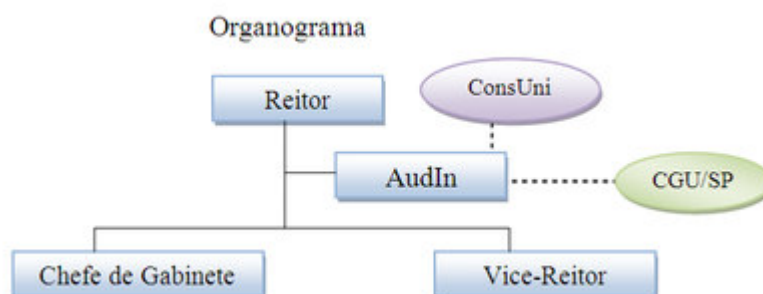 Organograma
ConsUni
Reitor
AudIn
CGU/SP
Chefe de Gabinete
Vice-Reitor